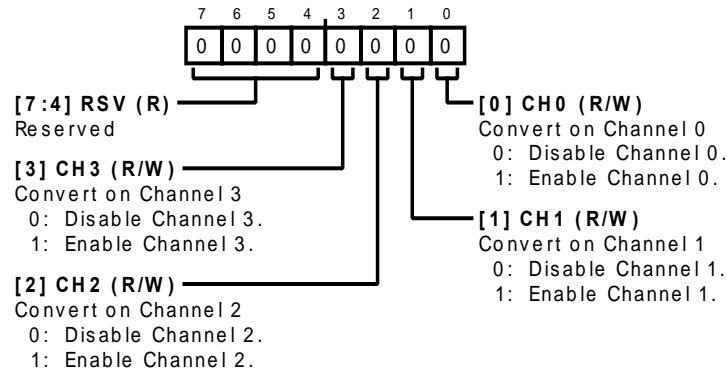 7 6 5 4 3 2 1 0
0 0 0 0 0 0 0 0
[7:4] RSV (R)
Reserved
[3] CH3 (R/W)
Convert on Channel 3
0: Disable Channel 3.
1: Enable Channel 3.
[2] CH2 (R/W)
Convert on Channel 2
0: Disable Channel 2.
1: Enable Channel 2.
[0] CH0 (R/W)
Convert on Channel 0
0: Disable Channel 0.
1: Enable Channel 0.
[1] CH1 (R/W)
Convert on Channel 1
0: Disable Channel 1.
1: Enable Channel 1.